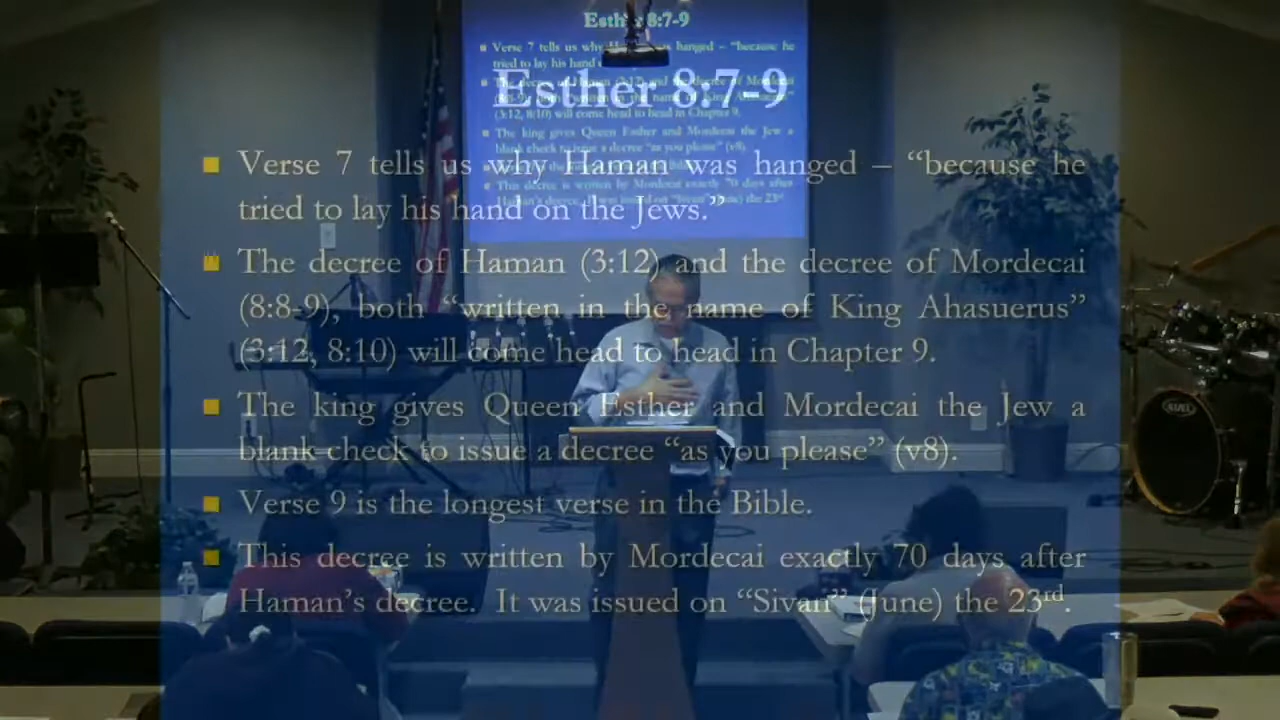 Esther 8:7-9
Verse 7 tells us why Haman was hanged – “because he
tried to lay his hand on the Jews.”
The decree of Haman (3:12) and the decree of Mordecai
(8:8-9), both “written in the name of King Ahasuerus”
(3:12, 8:10) will come head to head in Chapter 9.
The king gives Queen Esther and Mordecai the Jew a
blank check to issue a decree “as you please” (v8).
Verse 9 is the longest verse in the Bible.
This decree is written by Mordecai exactly 70 days after
Haman’s decree. It was issued on “Sivan” (June) the 23rd.